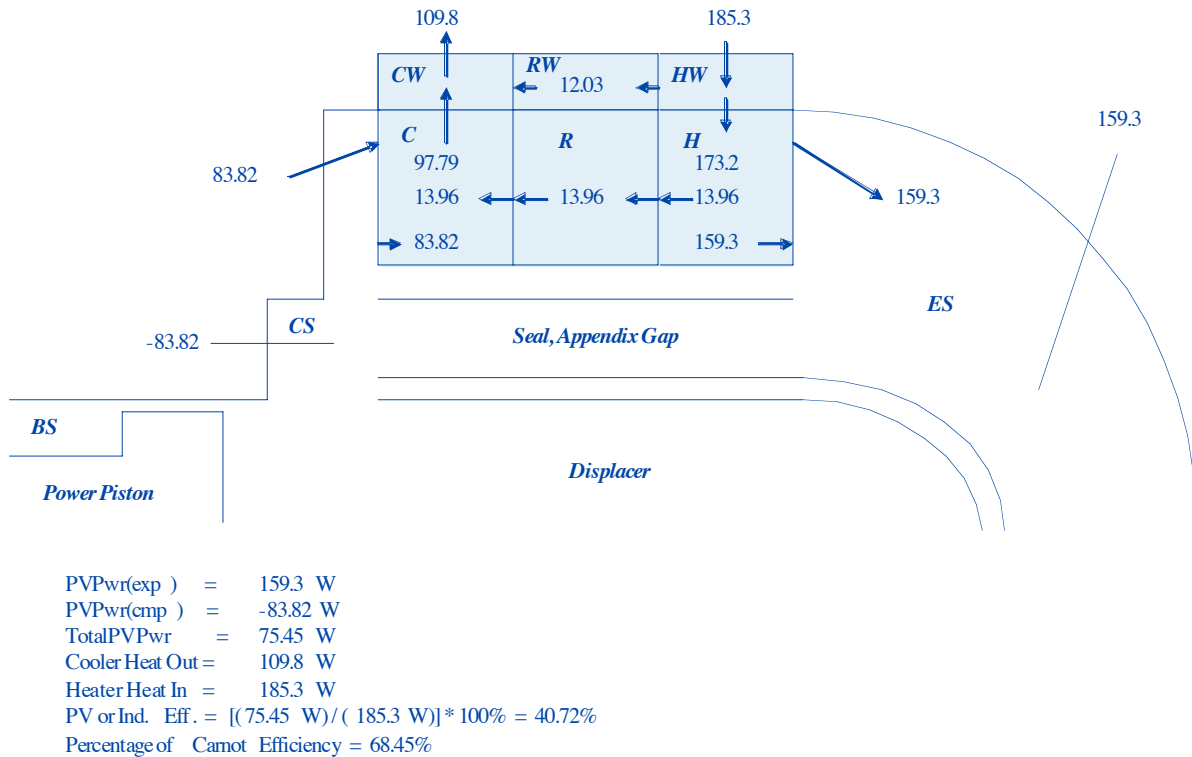 109.8
185.3
CW
RW
HW
12.03
159.3
C
R
H
97.79
173.2
83.82
13.96
13.96
13.96
159.3
83.82
159.3
ES
CS
-83.82
Seal, Appendix Gap
BS
Displacer
Power Piston
PVPwr(exp ) = 159.3 W
PVPwr(cmp ) = -83.82 W
TotalPVPwr = 75.45 W
Cooler Heat Out = 109.8 W
Heater Heat In = 185.3 W
PV or Ind. Eff. = [( 75.45 W) / ( 185.3 W)] * 100% = 40.72%
Percentage of Carnot Efficiency = 68.45%